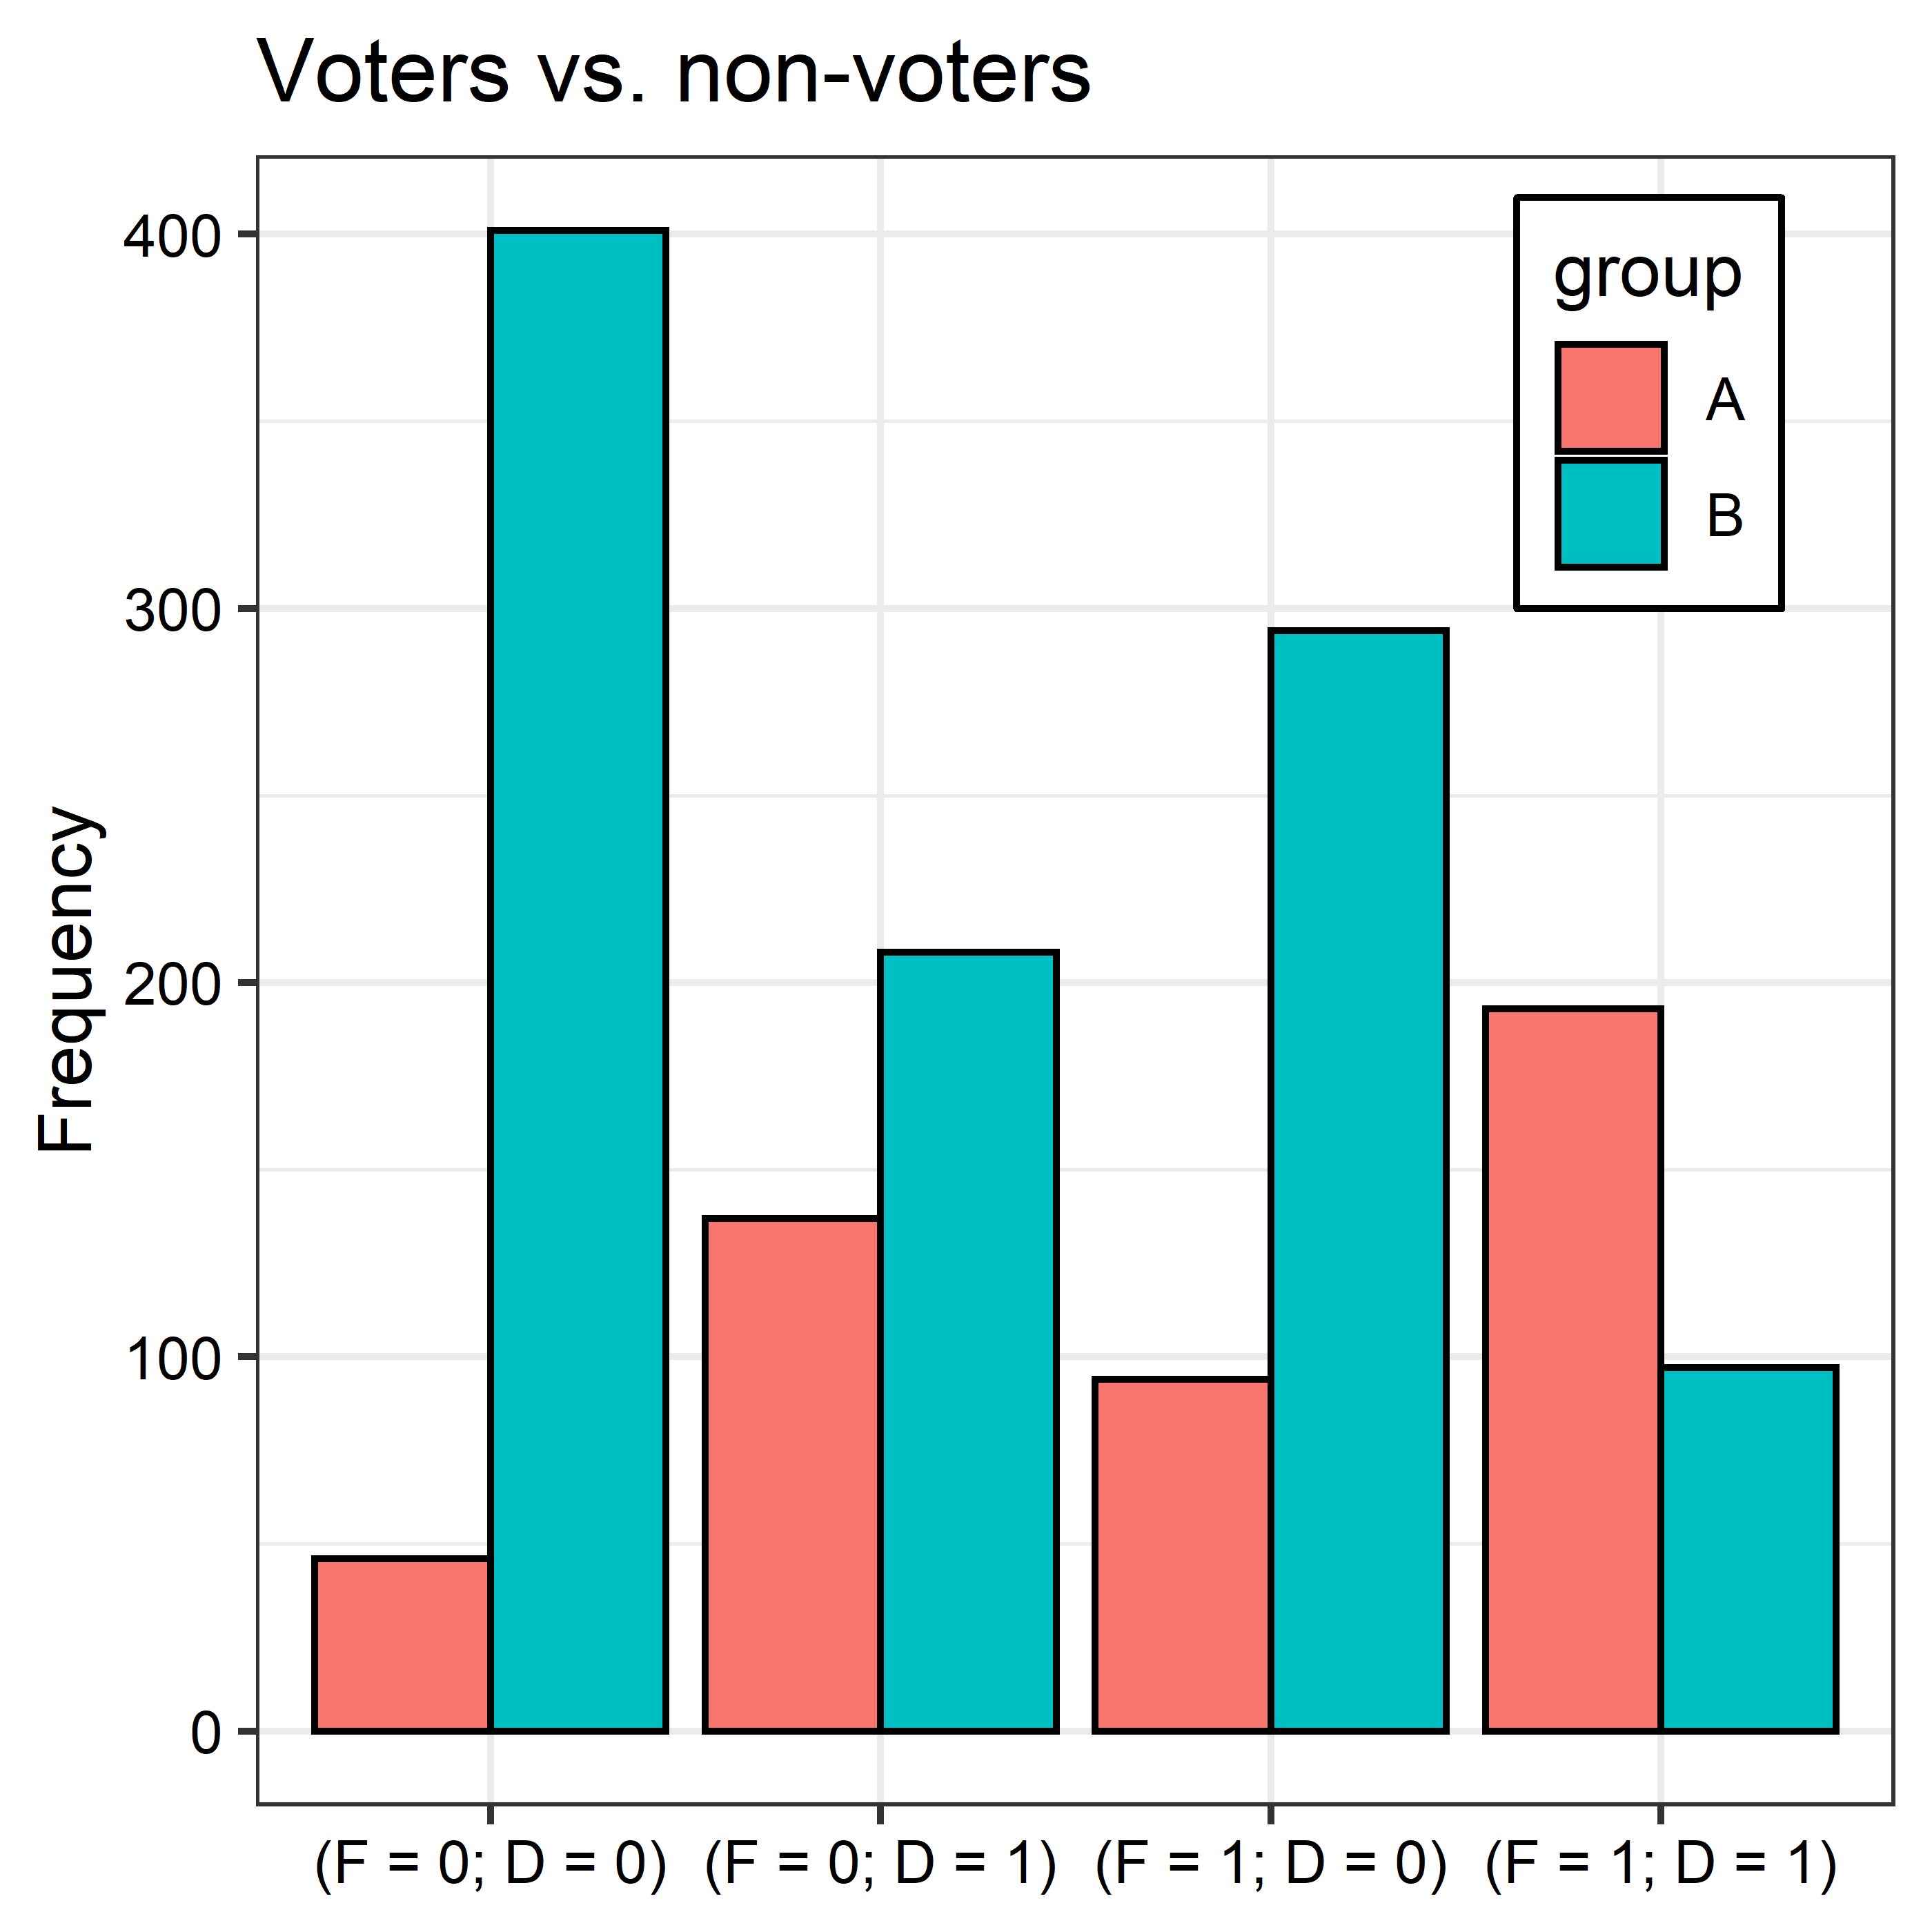 Voters vs. non-voters
Frequency
400
300
200
100
0
group
A
B
(F = 0; D = 0) (F = 0; D = 1) (F = 1; D = 0) (F = 1; D = 1)